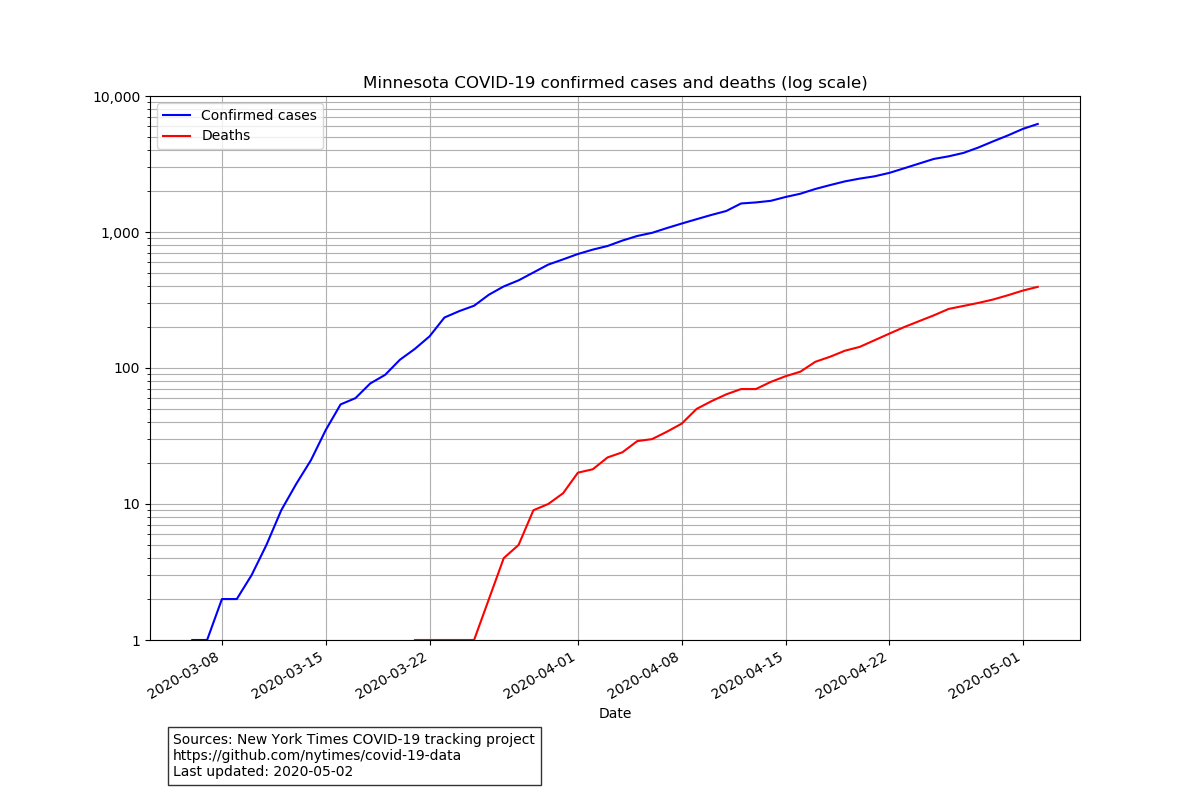 Minnesota COVID-19 confirmed cases and deaths (log scale)
10,000
1,000
100
10
1
Confirmed cases
Deaths
2020-03-08
2020-03-15
2020-03-22
2020-04-01
2020-04-08
2020-04-15
2020-04-22
2020-05-01
Date
Sources: New York Times COVID-19 tracking project
https://github.com/nytimes/covid-19-data
Last updated: 2020-05-02